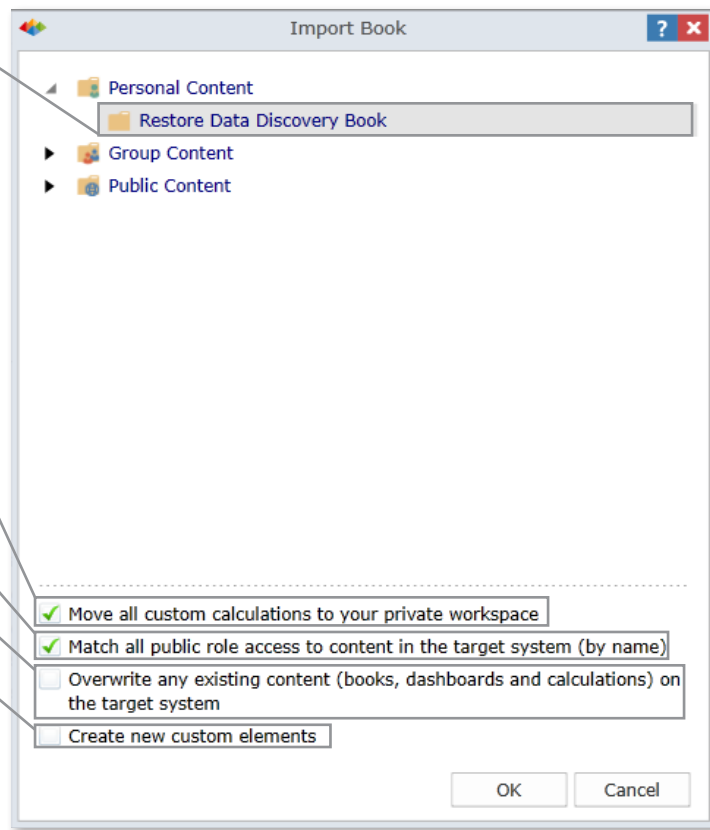 Import Book
?
x
Personal Content
Restore Data Discovery Book
Group Content
Public Content
Move all custom calculations to your private workspace
Match all public role access to content in the target system (by name)
Overwrite any existing content (books, dashboards and calculations) on
the target system
Create new custom elements
OK
Cancel